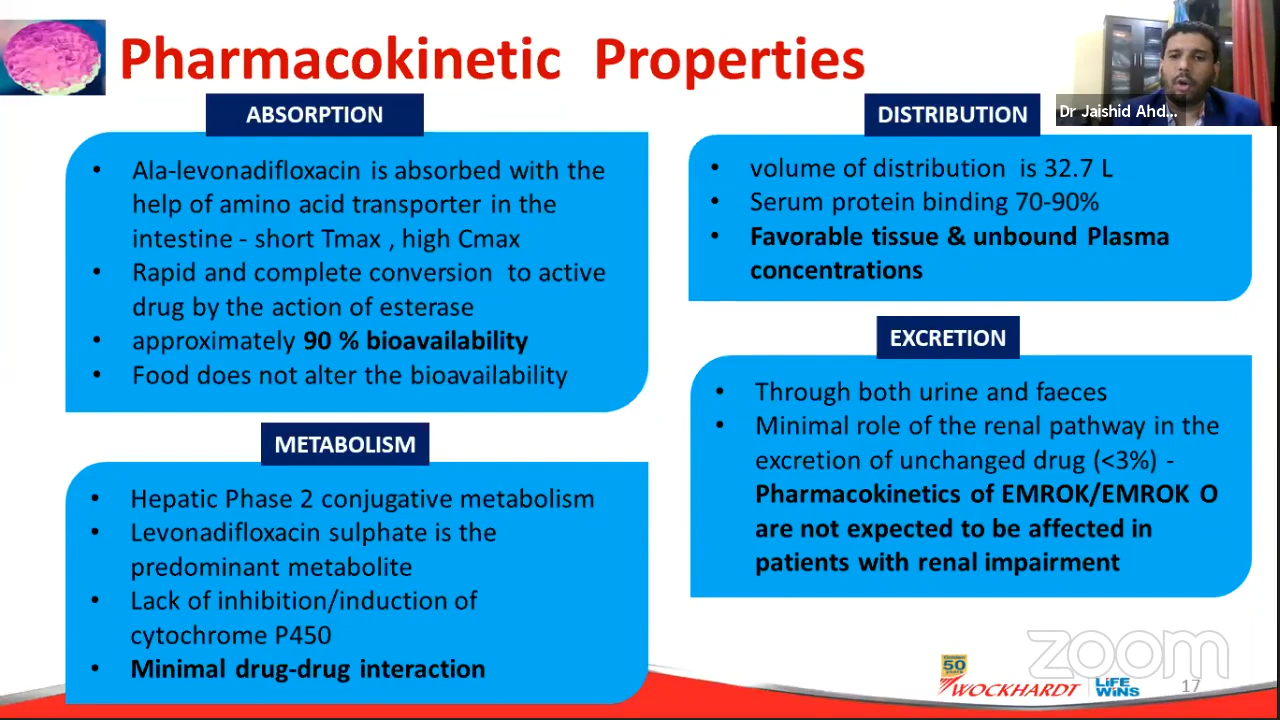 Pharmacokinetic Properties
Dr Jaishid Ahd...
ABSORPTION
• Ala-levonadifloxacin is absorbed with the
help of amino acid transporter in the
intestine - short Tmax , high Cmax
• Rapid and complete conversion to active
drug by the action of esterase
• approximately 90 % bioavailability
• Food does not alter the bioavailability
METABOLISM
• Hepatic Phase 2 conjugative metabolism
• Levonadifloxacin sulphate is the
predominant metabolite
• Lack of inhibition/induction of
cytochrome P450
• Minimal drug-drug interaction
DISTRIBUTION
• volume of distribution is 32.7 L
• Serum protein binding 70-90%
• Favorable tissue & unbound Plasma
concentrations
EXCRETION
• Through both urine and faeces
• Minimal role of the renal pathway in the
excretion of unchanged drug (<3%) -
Pharmacokinetics of EMROK/EMROK O
are not expected to be affected in
patients with renal impairment
zoom
50
WOCKHARDT
LiFE
WiNS
17